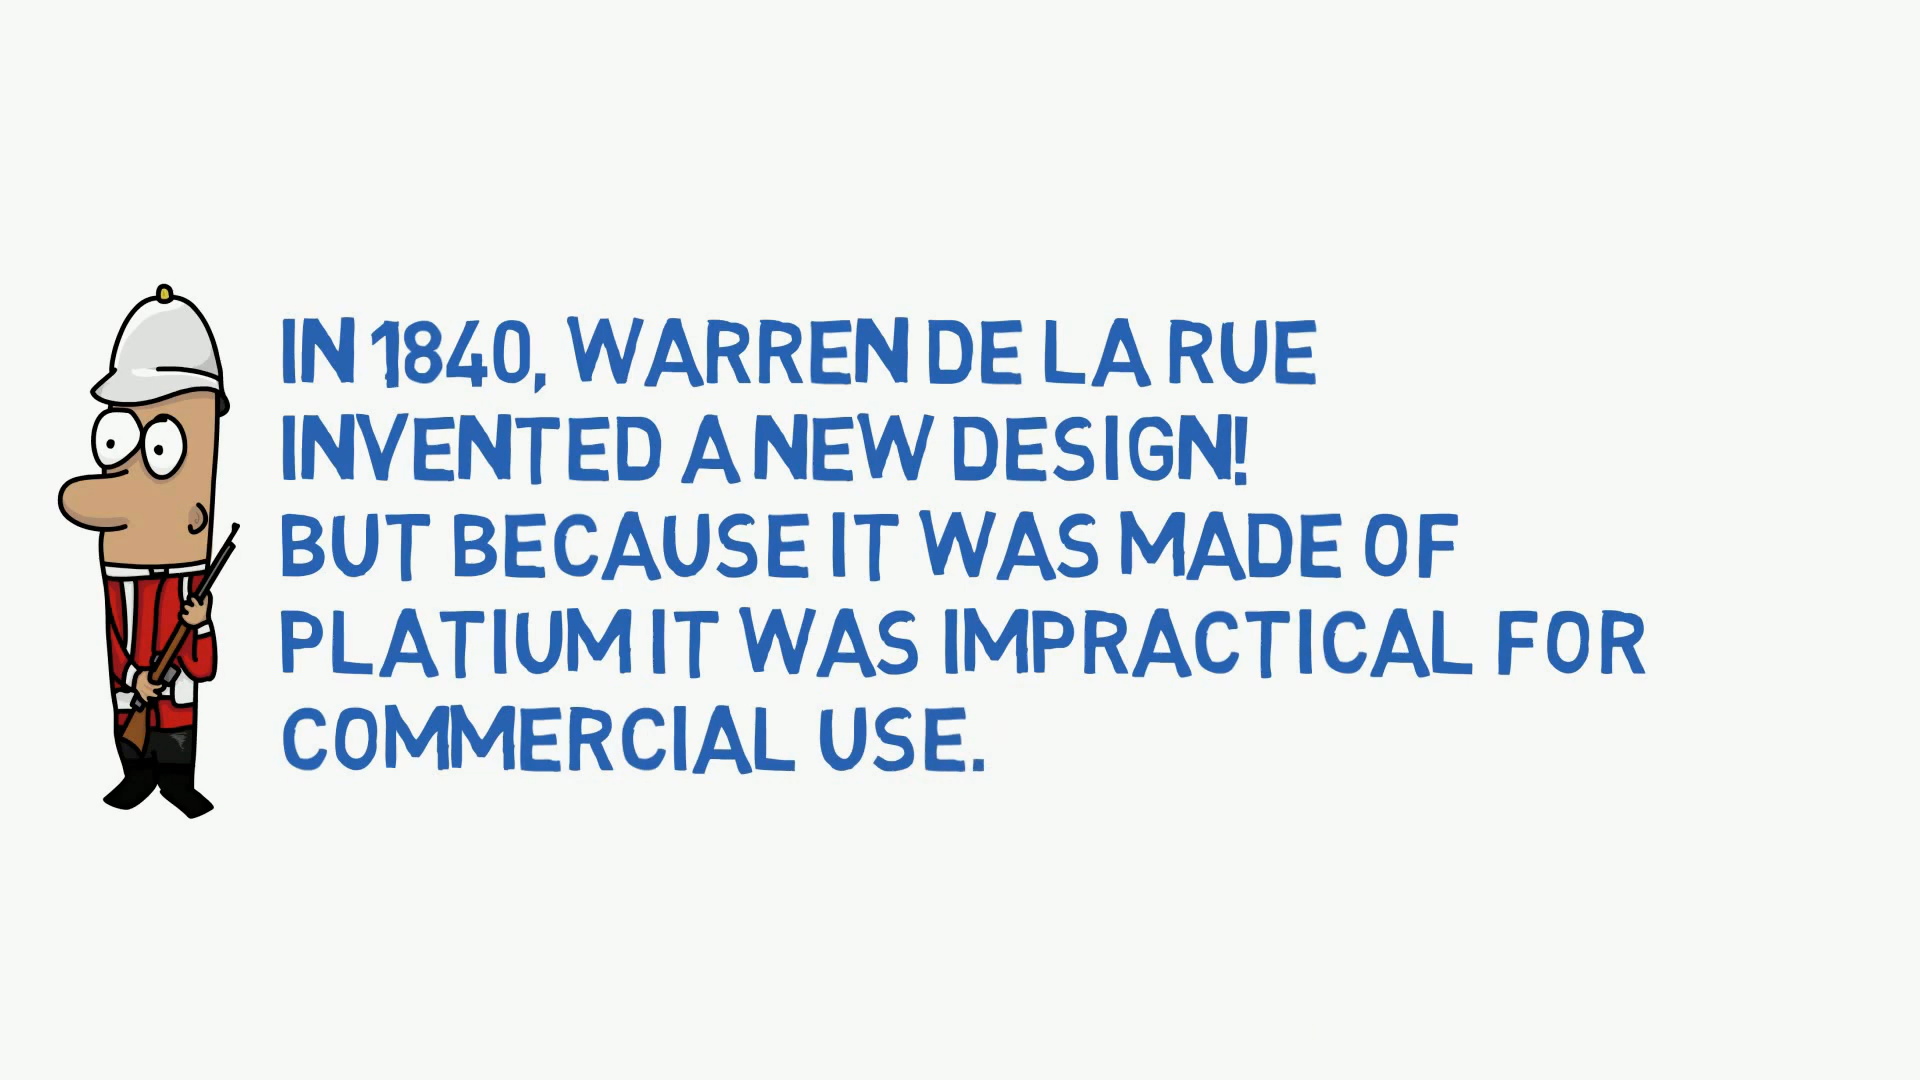 IN 1840, WARREN DE LA RUE
INVENTED A NEW DESIGN!
BUT BECAUSE IT WAS MADE OF
PLATIUM IT WAS IMPRACTICAL FOR
COMMERCIAL USE.